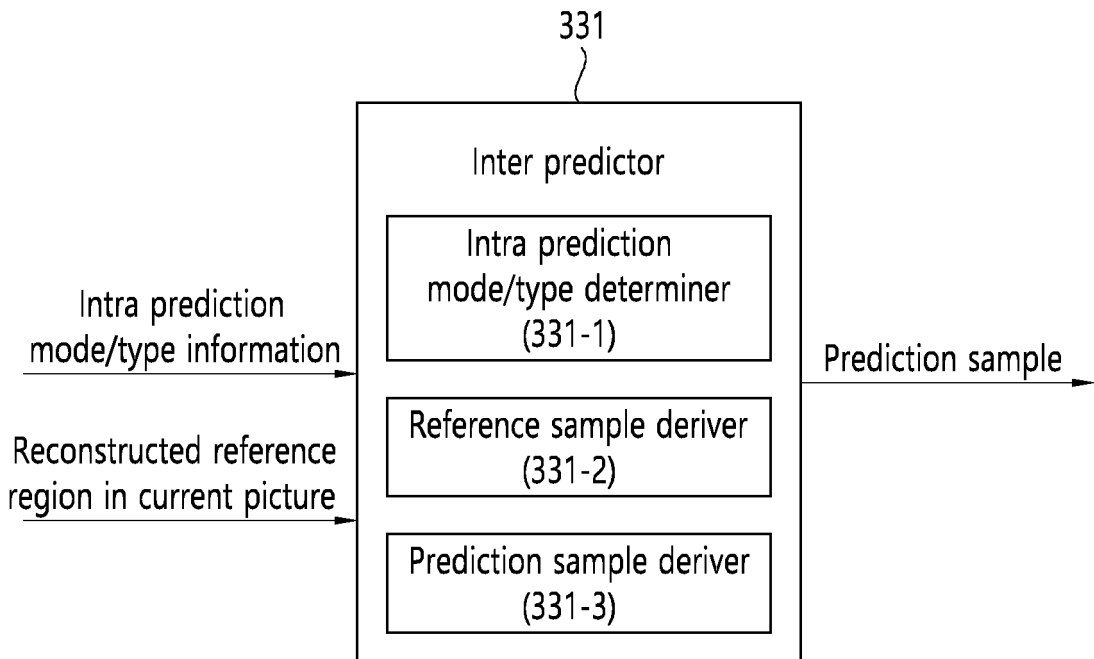 331
Inter predictor
Intra prediction
mode/type determiner
(331-1)
Intra prediction
mode/type information
Prediction sample
Reference sample deriver
(331-2)
Reconstructed reference
region in current picture
Prediction sample deriver
(331-3)